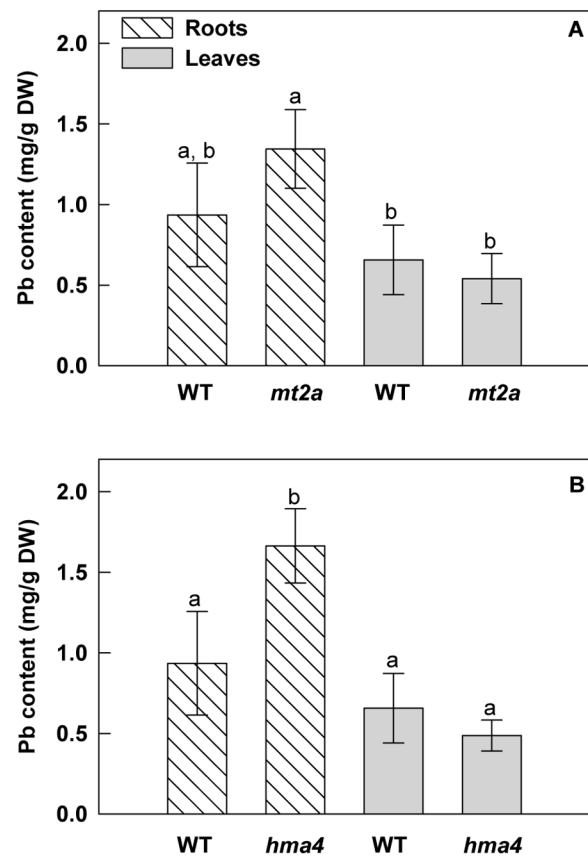 A
Roots
Leaves
2.0
1.5
1.0
0.5
0.0
Pb content (mg/g DW)
a, b
a
b
b
WT
mt2a
WT
mt2a
B
2.0
1.5
1.0
0.5
0.0
Pb content (mg/g DW)
a
b
a
a
WT
hma4
WT
hma4